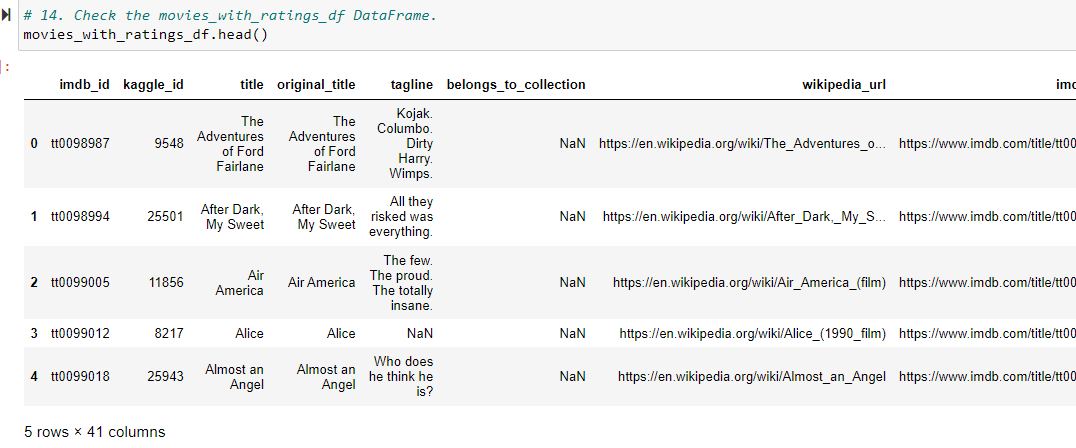 # 14. Check the movies_with_ratings_df DataFrame.
movies_with_ratings_df.head()
]:
imdb_id kaggle_id title original_title tagline belongs_to_collection wikipedia_url imd
0 tt0098987 9548 The Adventures of Ford Fairlane The Adventures of Ford Fairlane Kojak. Columbo. Dirty Harry. Wimps. NaN https://en.wikipedia.org/wiki/The_Adventures_o... https://www.imdb.com/title/tt00
1 tt0098994 25501 After Dark, My Sweet After Dark, My Sweet All they risked was everything. NaN https://en.wikipedia.org/wiki/After_Dark,_My_S... https://www.imdb.com/title/tt00
2 tt0099005 11856 Air America Air America The few. The proud. The totally insane. NaN https://en.wikipedia.org/wiki/Air_America_(film) https://www.imdb.com/title/tt00
3 tt0099012 8217 Alice Alice NaN NaN https://en.wikipedia.org/wiki/Alice_(1990_film) https://www.imdb.com/title/tt00
4 tt0099018 25943 Almost an Angel Almost an Angel Who does he think he is? NaN https://en.wikipedia.org/wiki/Almost_an_Angel https://www.imdb.com/title/tt00
5 rows × 41 columns